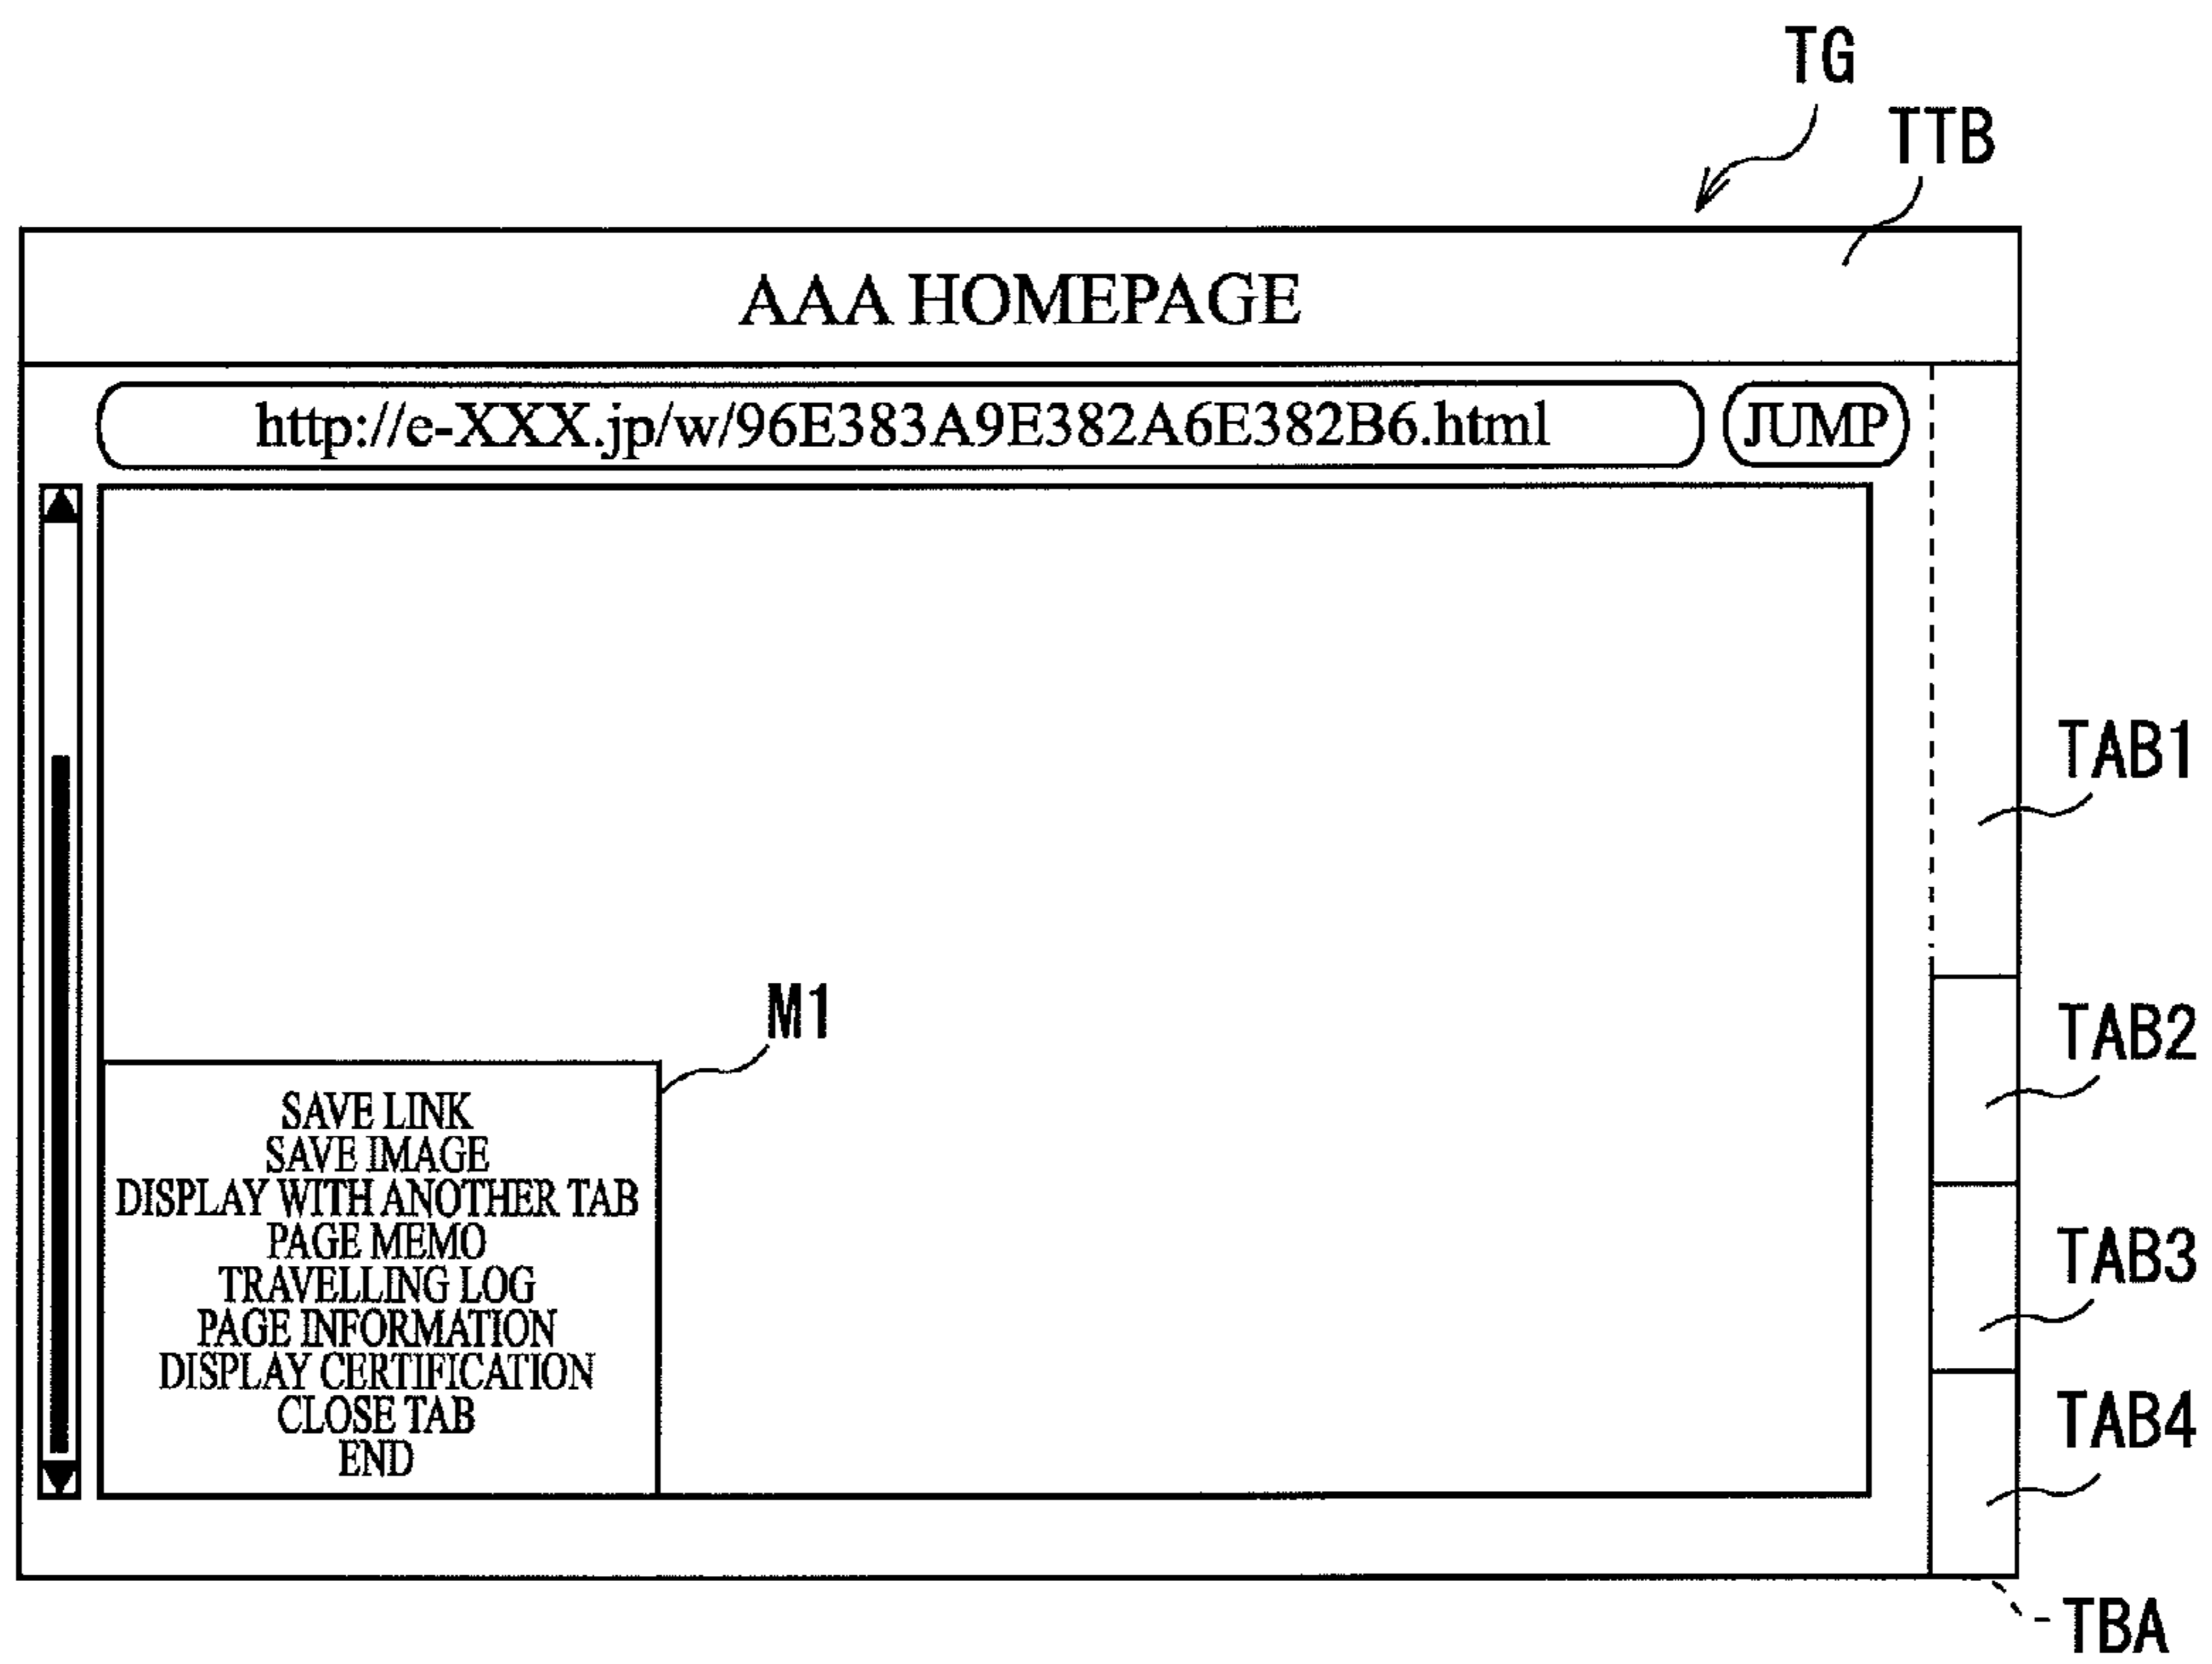 TG
TTB
AAA HOMEPAGE
http://e-XXX.jp/w/96E383A9E382A6E382B6.html
JUMP
TAB1
M1
TAB2
SAVE LINK
SAVE IMAGE
DISPLAY WITH ANOTHER TAB
PAGE MEMO
TRAVELLING LOG
PAGE INFORMATION
DISPLAY CERTIFICATION
CLOSE TAB
END
TAB3
TAB4
TBA